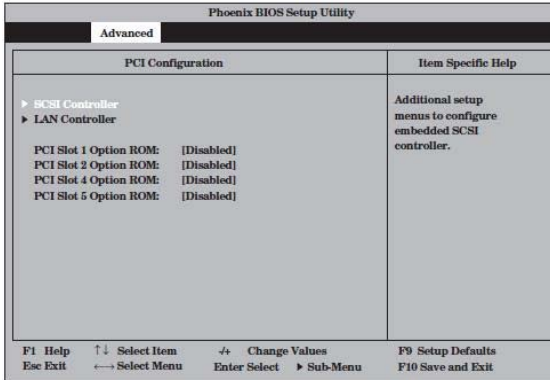 Phoenix BIOS Setup Utility
Advanced
PCI Configuration
Item Specific Help
▶ SCSI Controller
▶ LAN Controller
PCI Slot 1 Option ROM: [Disabled]
PCI Slot 2 Option ROM: [Disabled]
PCI Slot 4 Option ROM: [Disabled]
PCI Slot 5 Option ROM: [Disabled]
Additional setup
menus to configure
embedded SCSI
controller.
F1 Help ↑↓ Select Item -/+ Change Values F9 Setup Defaults
Esc Exit ←→ Select Menu Enter Select ▶ Sub-Menu F10 Save and Exit